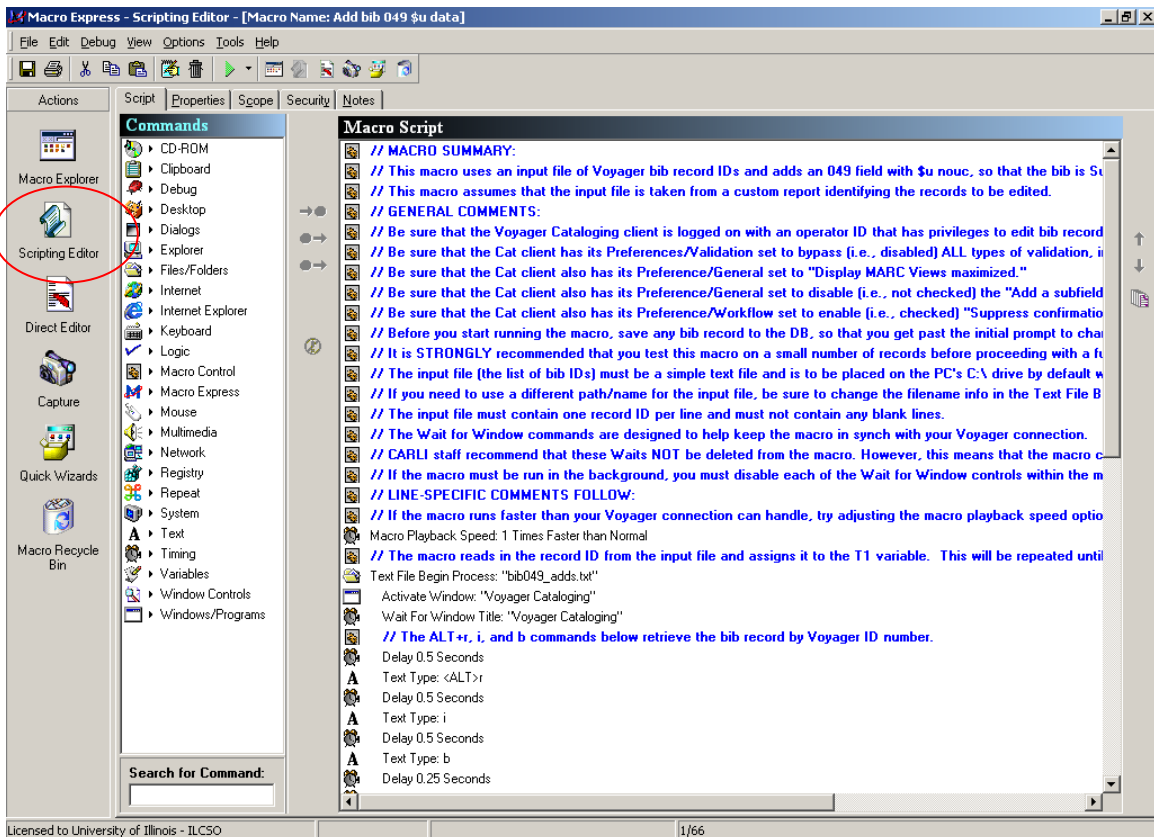 Macro Express - Scripting Editor - [Macro Name: Add bib 049 $u data]
File Edit Debug View Options Tools Help
Actions
Script Properties Scope Security Notes
Macro Explorer
Scripting Editor
Direct Editor
Capture
Quick Wizards
Macro Recycle
Bin
Commands
CD-ROM
Clipboard
Debug
Desktop
Dialogs
Explorer
Files/Folders
Internet
Internet Explorer
Keyboard
Logic
Macro Control
Macro Express
Mouse
Multimedia
Network
Registry
Repeat
System
Text
Timing
Variables
Window Controls
Windows/Programs
Search for Command:
Macro Script
// MACRO SUMMARY:
// This macro uses an input file of Voyager bib record IDs and adds an 049 field with $u nouc, so that the bib is Su
// This macro assumes that the input file is taken from a custom report identifying the records to be edited.
// GENERAL COMMENTS:
// Be sure that the Voyager Cataloging client is logged on with an operator ID that has privileges to edit bib record
// Be sure that the Cat client has its Preferences/Validation set to bypass (i.e., disabled) ALL types of validation, i
// Be sure that the Cat client also has its Preference/General set to "Display MARC Views maximized."
// Be sure that the Cat client also has its Preference/General set to disable (i.e., not checked) the "Add a subfield
// Be sure that the Cat client also has its Preference/Workflow set to enable (i.e., checked) "Suppress confirmatio
// Before you start running the macro, save any bib record to the DB, so that you get past the initial prompt to cha
// It is STRONGLY recommended that you test this macro on a small number of records before proceeding with a fu
// The input file (the list of bib IDs) must be a simple text file and is to be placed on the PC's C:\ drive by default w
// If you need to use a different path/name for the input file, be sure to change the filename info in the Text File B
// The input file must contain one record ID per line and must not contain any blank lines.
// The Wait for Window commands are designed to help keep the macro in synch with your Voyager connection.
// CARLI staff recommend that these Waits NOT be deleted from the macro. However, this means that the macro c
// If the macro must be run in the background, you must disable each of the Wait for Window controls within the m
// LINE-SPECIFIC COMMENTS FOLLOW:
// If the macro runs faster than your Voyager connection can handle, try adjusting the macro playback speed optio
Macro Playback Speed: 1 Times Faster than Normal
// The macro reads in the record ID from the input file and assigns it to the T1 variable. This will be repeated until
Text File Begin Process: "bib049_adds.txt"
Activate Window: "Voyager Cataloging"
Wait For Window Title: "Voyager Cataloging"
// The ALT+r, i, and b commands below retrieve the bib record by Voyager ID number.
Delay 0.5 Seconds
Text Type: <ALT>r
Delay 0.5 Seconds
Text Type: i
Delay 0.5 Seconds
Text Type: b
Delay 0.25 Seconds
Licensed to University of Illinois - ILCSO
1/66